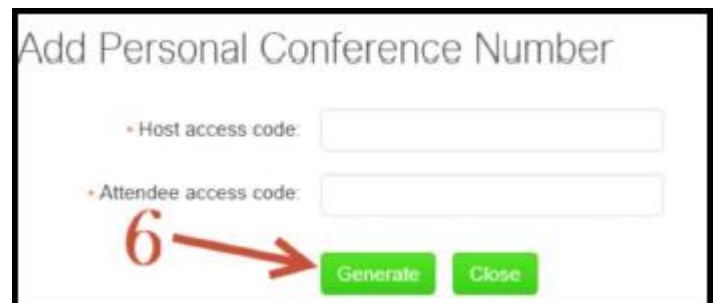 Add Personal Conference Number
• Host access code:
• Attendee access code:
6
Generate Close